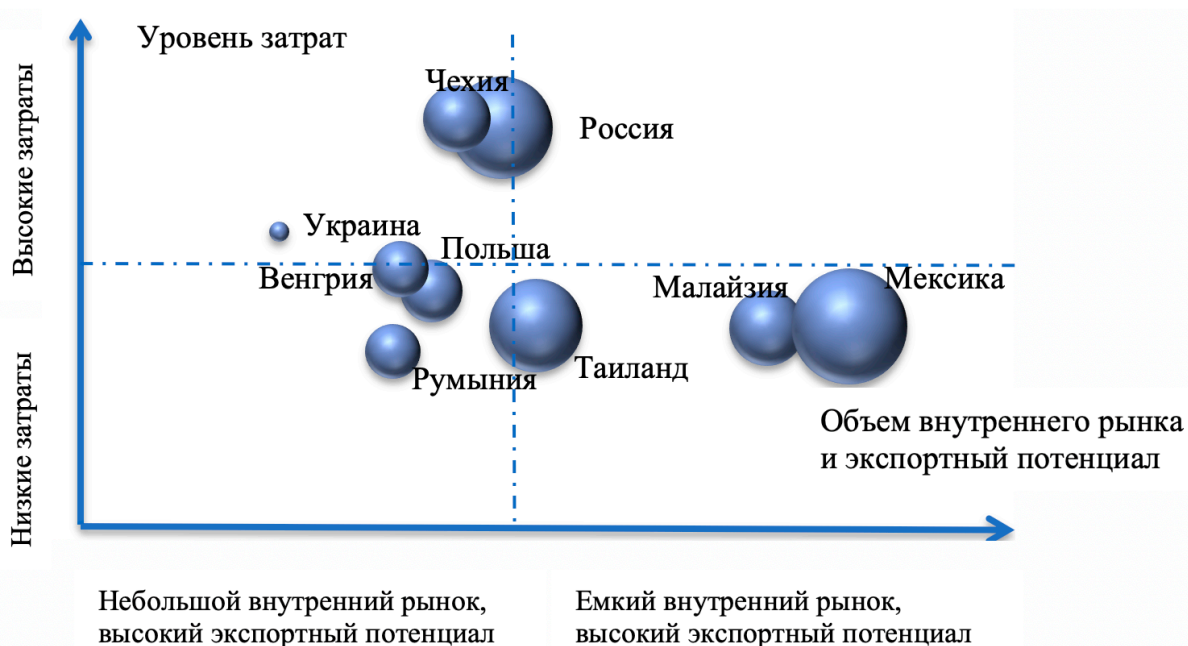 Уровень затрат
Чехия
Россия
Высокие затраты
Украина
Польша
Венгрия
Малайзия
Мексика
Румыния
Таиланд
Низкие затраты
Объем внутреннего рынка
и экспортный потенциал
Небольшой внутренний рынок,
высокий экспортный потенциал
Емкий внутренний рынок,
высокий экспортный потенциал